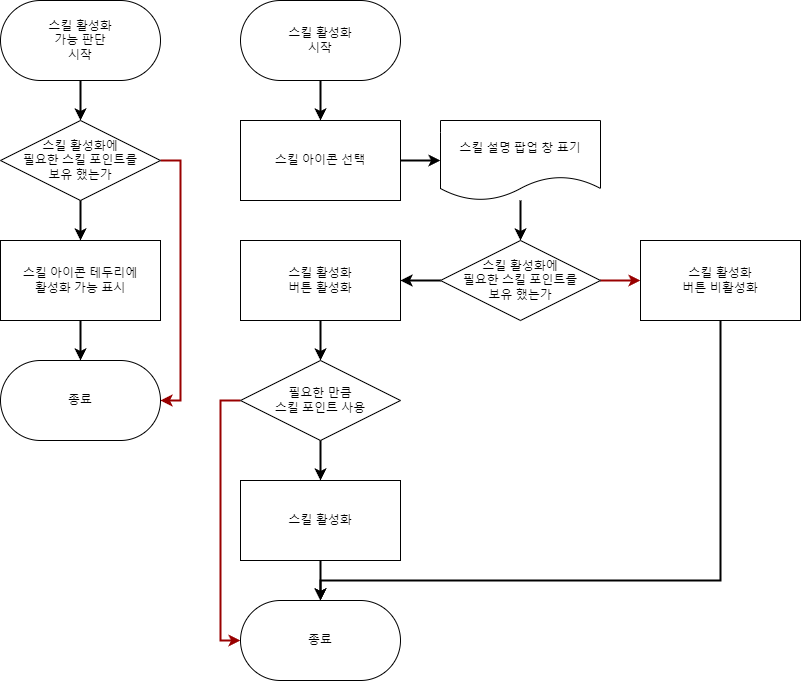 스킬 활성화
가능 판단
시작
스킬 활성화에
필요한 스킬 포인트를
보유 했는가
스킬 아이콘 테두리에
활성화 가능 표시
종료
스킬 활성화
시작
스킬 아이콘 선택
스킬 설명 팝업 창 표기
스킬 활성화에
필요한 스킬 포인트를
보유 했는가
스킬 활성화
버튼 활성화
스킬 활성화
버튼 비활성화
필요한 만큼
스킬 포인트 사용
스킬 활성화
종료